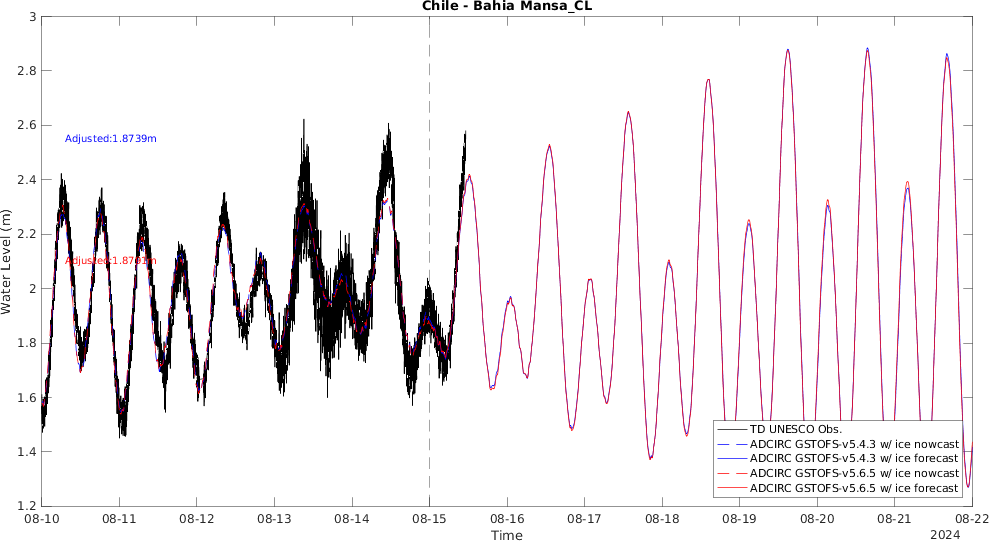 Chile - Bahia Mansa_CL
3
2.8
2.6
2.4
2.2
2
1.8
1.6
1.4
1.2
Water Level (m)
Adjusted:1.8739m
Adjusted:1.8791m
TD UNESCO Obs.
ADCIRC GSTOFS-v5.4.3 w/ ice nowcast
ADCIRC GSTOFS-v5.4.3 w/ ice forecast
ADCIRC GSTOFS-v5.6.5 w/ ice nowcast
ADCIRC GSTOFS-v5.6.5 w/ ice forecast
08-10 08-11 08-12 08-13 08-14 08-15 08-16 08-17 08-18 08-19 08-20 08-21 08-22
Time
2024